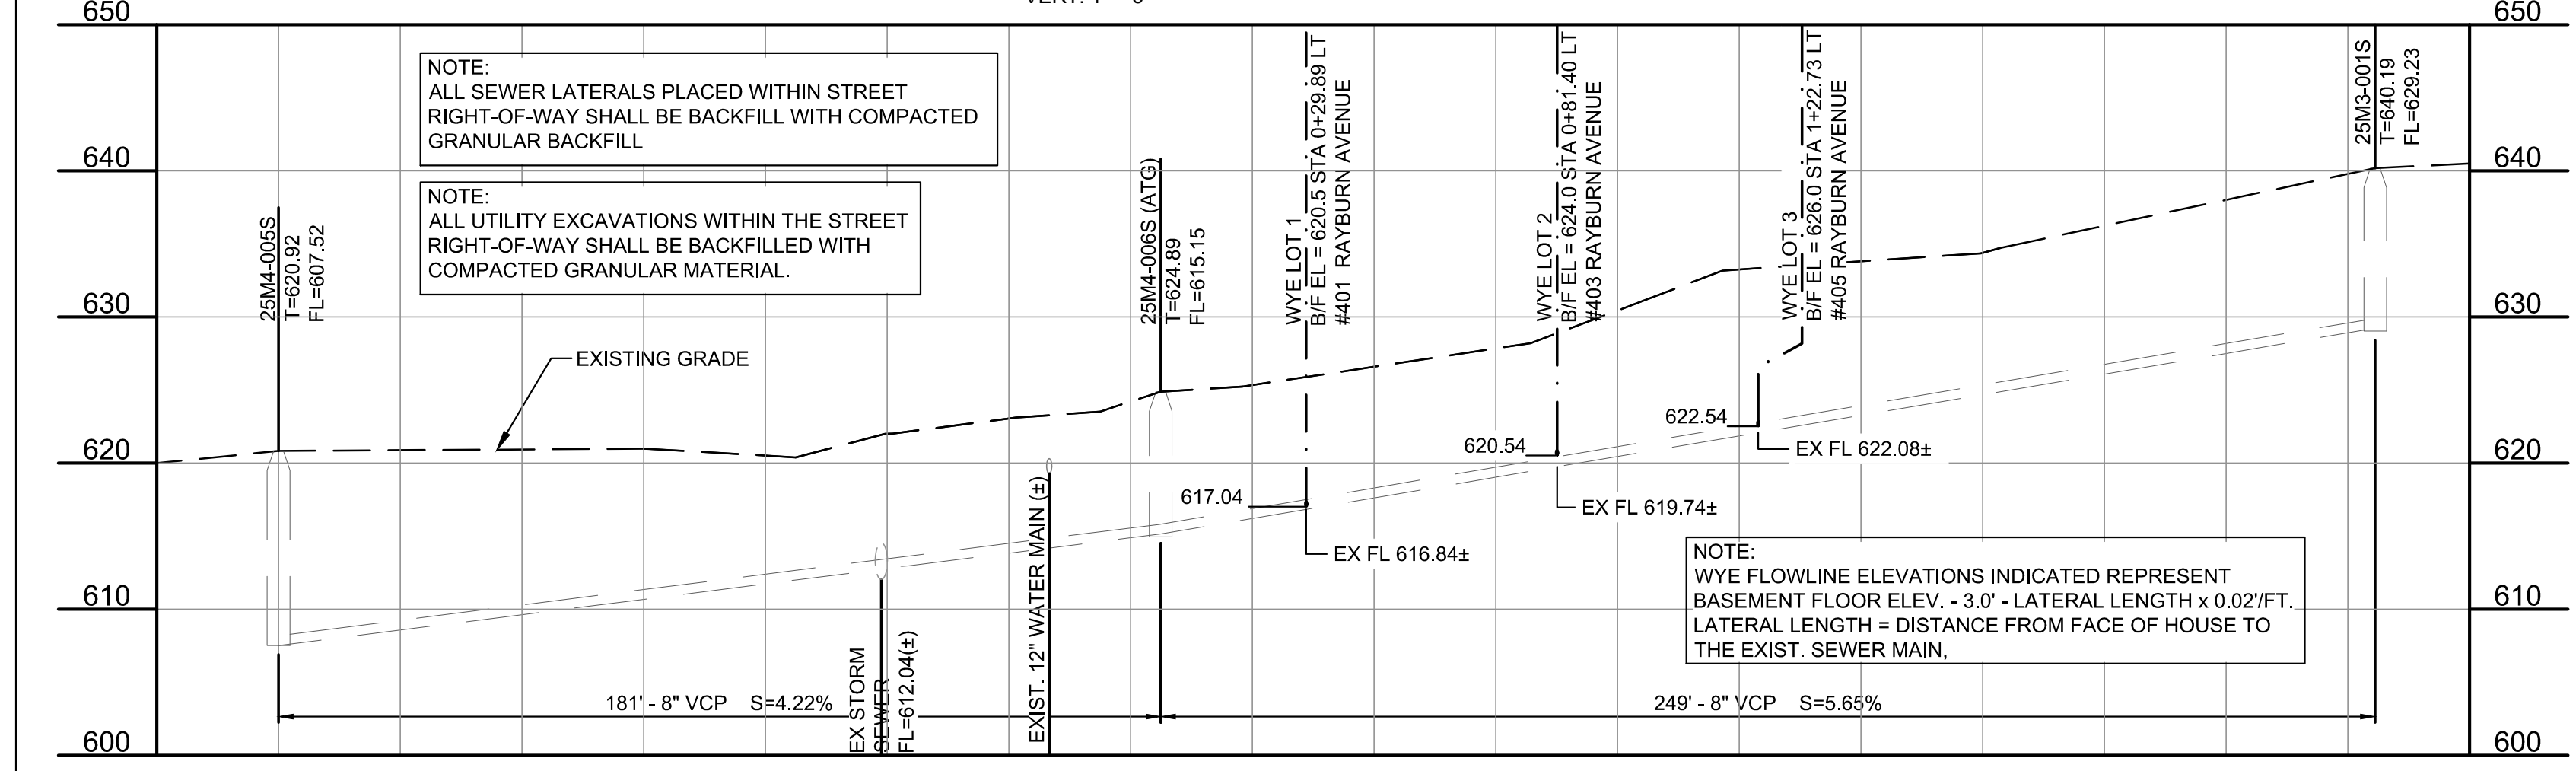 650
650
640
640
630
630
620
620
610
610
600
600
NOTE:
ALL SEWER LATERALS PLACED WITHIN STREET
RIGHT-OF-WAY SHALL BE BACKFILL WITH COMPACTED
GRANULAR BACKFILL
NOTE:
ALL UTILITY EXCAVATIONS WITHIN THE STREET
RIGHT-OF-WAY SHALL BE BACKFILLED WITH
COMPACTED GRANULAR MATERIAL.
25M4-005S
T=620.92
FL=607.52
EXISTING GRADE
25M4-006S (ATG)
T=624.89
FL=615.15
WYE LOT 1
B/F EL = 620.5 STA 0+29.89 LT
#401 RAYBURN AVENUE
WYE LOT 2
B/F EL = 624.0 STA 0+81.40 LT
#403 RAYBURN AVENUE
WYE LOT 3
B/F EL = 626.0 STA 1+22.73 LT
#405 RAYBURN AVENUE
25M3-001S
T=640.19
FL=629.23
617.04
EX FL 616.84±
620.54
EX FL 619.74±
622.54
EX FL 622.08±
EX STORM
SEWER
FL=612.04(±)
EXIST. 12" WATER MAIN (±)
NOTE:
WYE FLOWLINE ELEVATIONS INDICATED REPRESENT
BASEMENT FLOOR ELEV. - 3.0' - LATERAL LENGTH x 0.02'/FT.
LATERAL LENGTH = DISTANCE FROM FACE OF HOUSE TO
THE EXIST. SEWER MAIN,
181' - 8" VCP S=4.22%
249' - 8" VCP S=5.65%